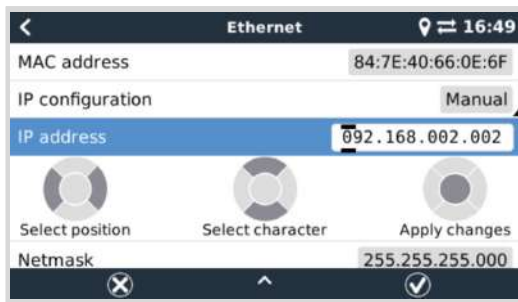 Ethernet 16:49
MAC address 84:7E:40:66:0E:6F
IP configuration Manual
IP address 092.168.002.002
Select position Select character Apply changes
Netmask 255.255.255.000